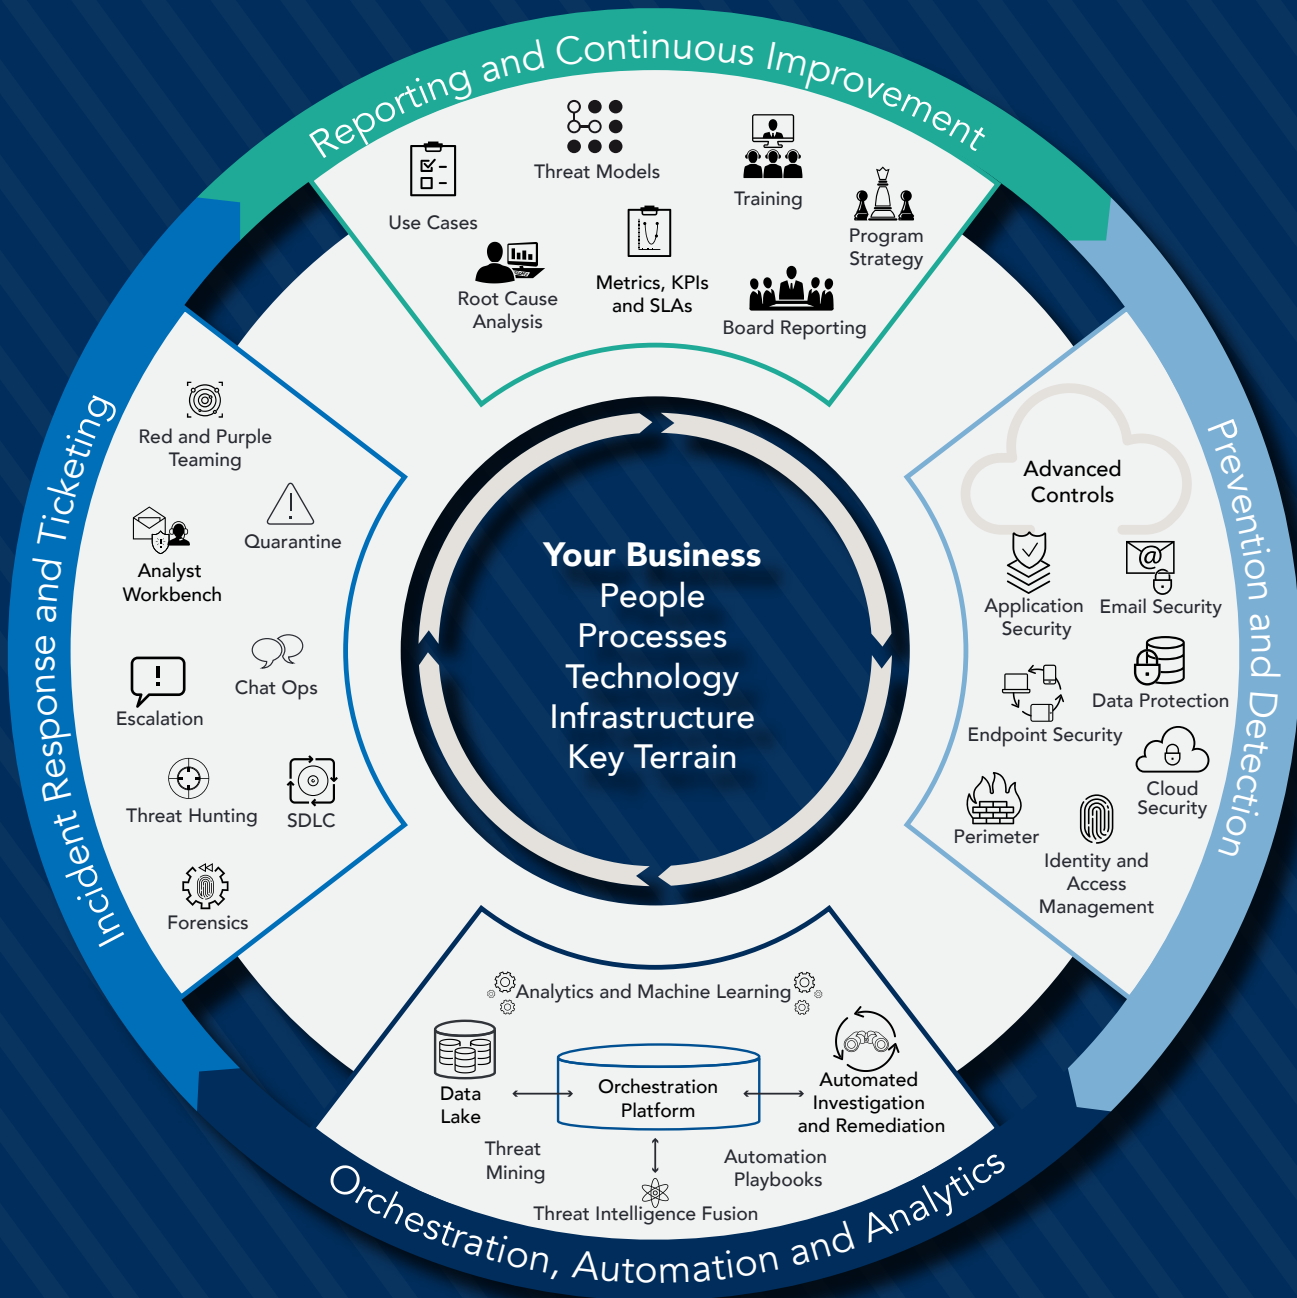 Reporting and Continuous Improvement
Threat Models
Training
Use Cases
Program
Strategy
Root Cause
Analysis
Metrics, KPIs
and SLAs
Board Reporting
Prevention and Detection
Advanced
Controls
Application
Security
Email Security
Data Protection
Endpoint Security
Cloud
Security
Perimeter
Identity and
Access
Management
Orchestration, Automation and Analytics
Analytics and Machine Learning
Data
Lake
Orchestration
Platform
Automated
Investigation
and Remediation
Threat
Mining
Automation
Playbooks
Threat Intelligence Fusion
Incident Response and Ticketing
Red and Purple
Teaming
Quarantine
Analyst
Workbench
Chat Ops
Escalation
Threat Hunting
SDLC
Forensics
Your Business
People
Processes
Technology
Infrastructure
Key Terrain